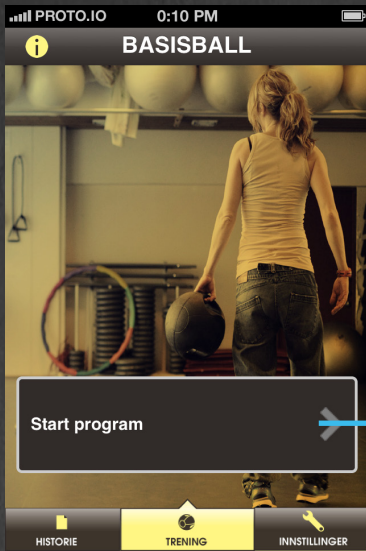 PROTO.IO 0:10 PM
i BASISBALL
Start program
HISTORIE TRENING INNSTILLINGER